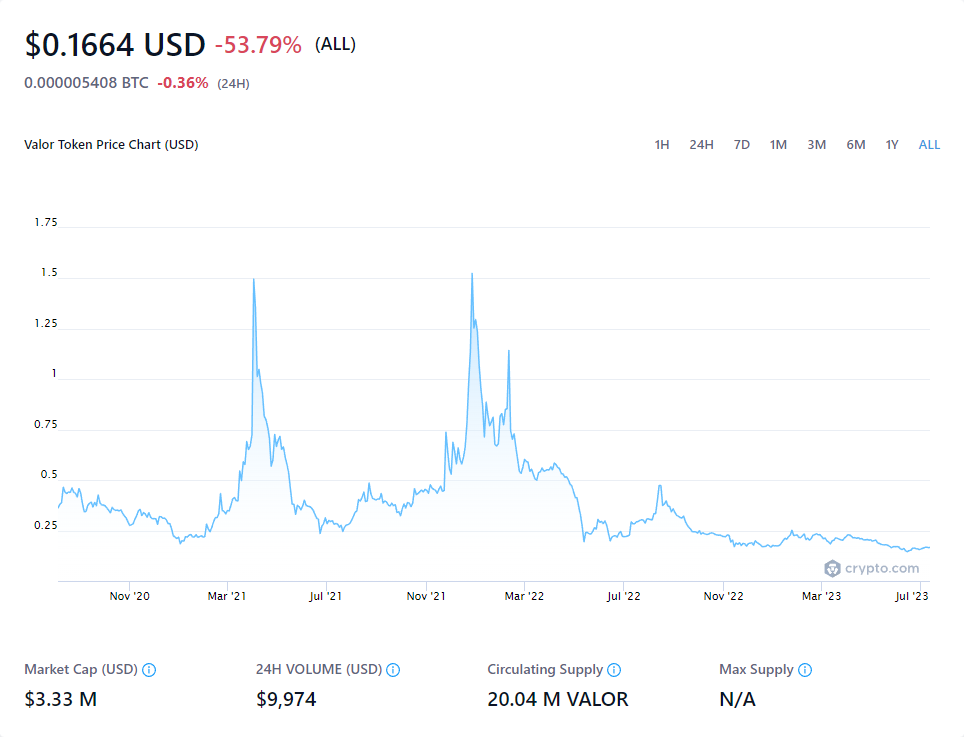 $0.1664 USD -53.79% (ALL)
0.000005408 BTC -0.36% (24H)
Valor Token Price Chart (USD) 1H 24H 7D 1M 3M 6M 1Y ALL
1.75
1.5
1.25
1
0.75
0.5
0.25
crypto.com
Nov '20 Mar '21 Jul '21 Nov '21 Mar '22 Jul '22 Nov '22 Mar '23 Jul '23
Market Cap (USD) 24H VOLUME (USD) Circulating Supply Max Supply
$3.33 M $9,974 20.04 M VALOR N/A